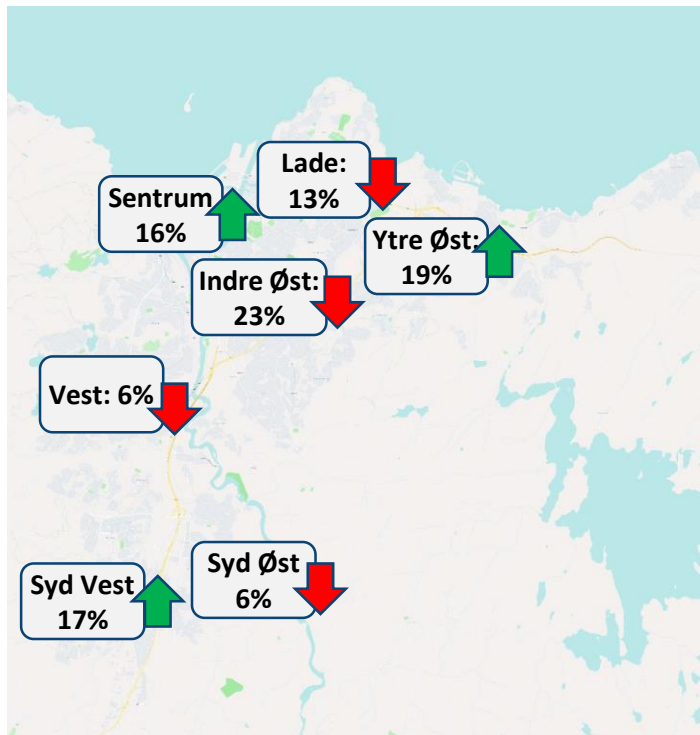 Lade:
13%
Sentrum
16%
Ytre Øst:
19%
Indre Øst:
23%
Vest: 6%
Syd Øst
6%
Syd Vest
17%